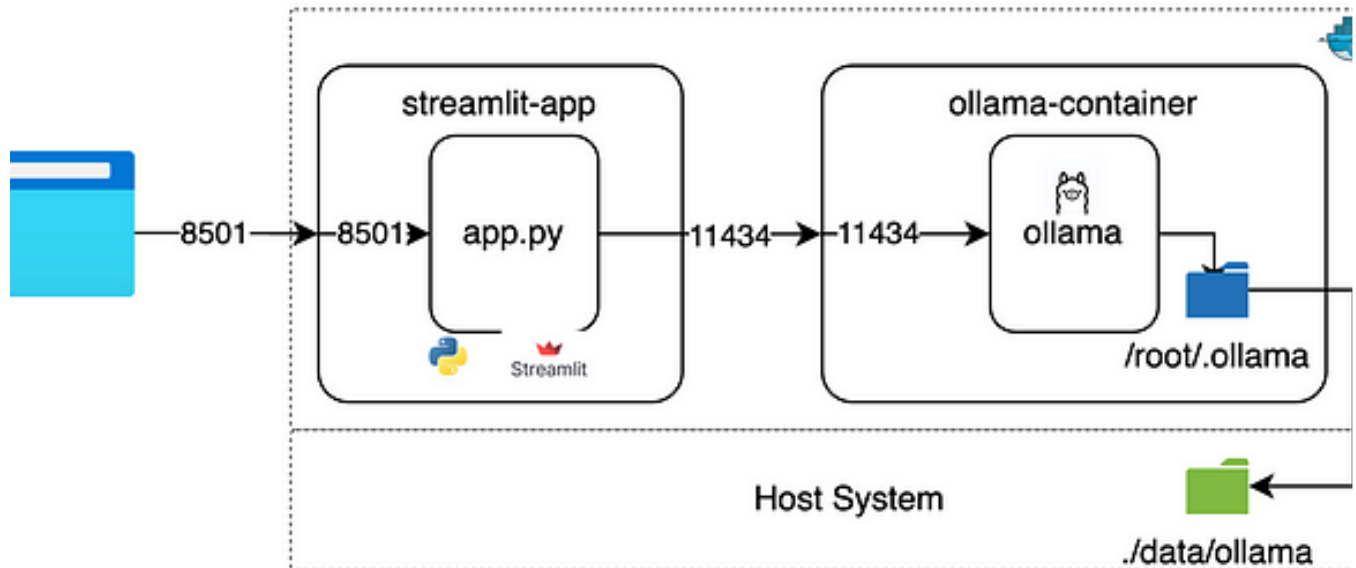 streamlit-app
ollama-container
8501
8501
app.py
11434
11434
ollama
Streamlit
/root/.ollama
Host System
./data/ollama